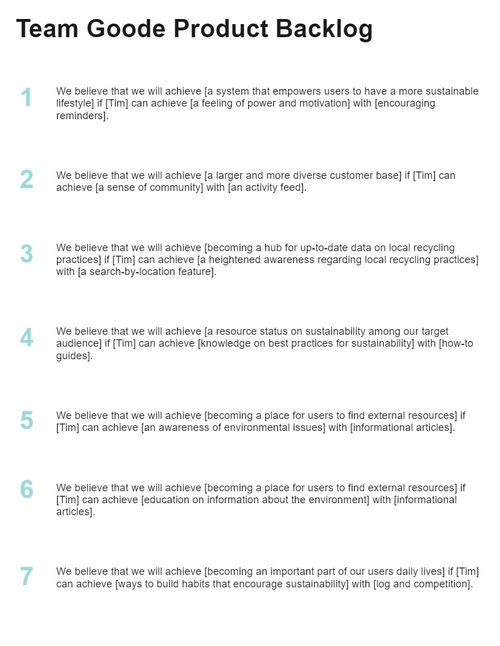 Team Goode Product Backlog
1
We believe that we will achieve [a system that empowers users to have a more sustainable
lifestyle] if [Tim] can achieve [a feeling of power and motivation] with [encouraging
reminders].
2
We believe that we will achieve [a larger and more diverse customer base] if [Tim] can
achieve [a sense of community] with [an activity feed].
3
We believe that we will achieve [becoming a hub for up-to-date data on local recycling
practices] if [Tim] can achieve [a heightened awareness regarding local recycling practices]
with [a search-by-location feature].
4
We believe that we will achieve [a resource status on sustainability among our target
audience] if [Tim] can achieve [knowledge on best practices for sustainability] with [how-to
guides].
5
We believe that we will achieve [becoming a place for users to find external resources] if
[Tim] can achieve [an awareness of environmental issues] with [informational articles].
6
We believe that we will achieve [becoming a place for users to find external resources] if
[Tim] can achieve [education on information about the environment] with [informational
articles].
7
We believe that we will achieve [becoming an important part of our users daily lives] if [Tim]
can achieve [ways to build habits that encourage sustainability] with [log and competition].